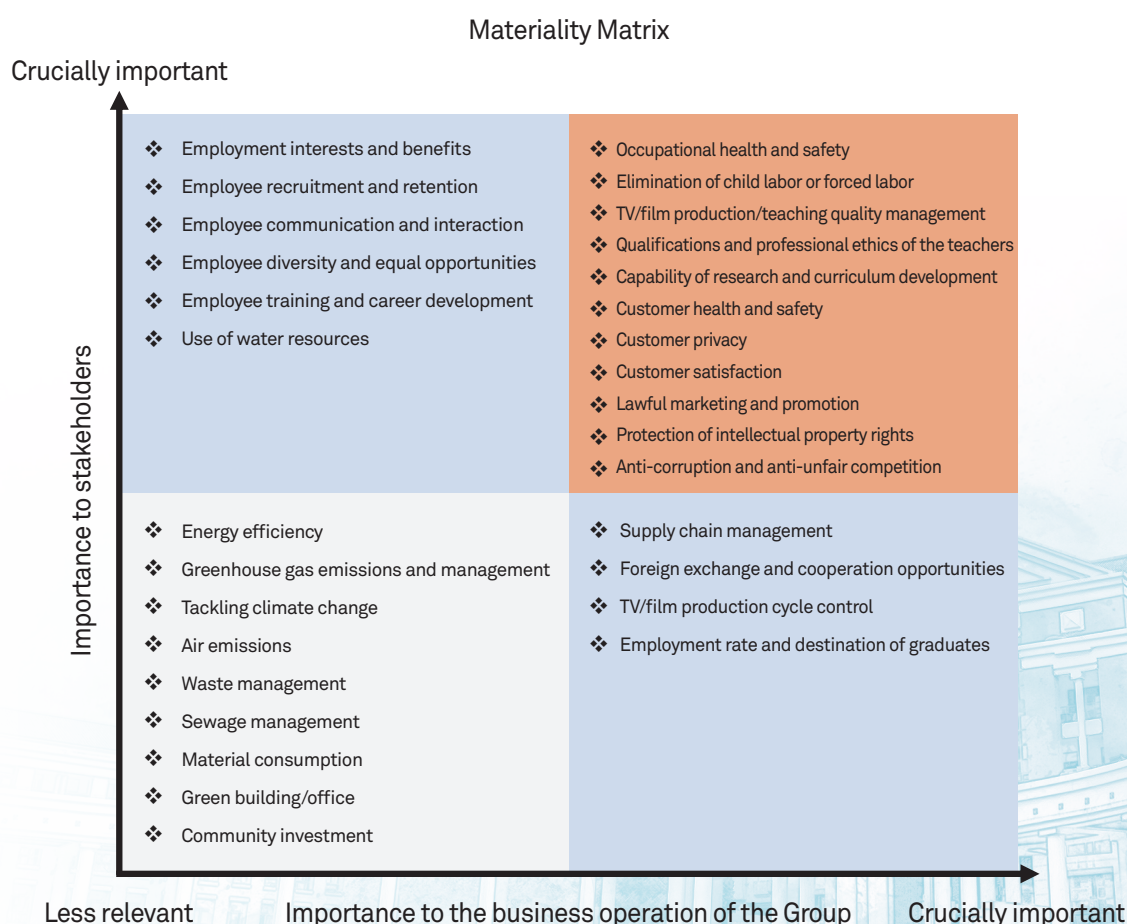 Materiality Matrix
Crucially important
Importance to stakeholders
❖ Employment interests and benefits
❖ Employee recruitment and retention
❖ Employee communication and interaction
❖ Employee diversity and equal opportunities
❖ Employee training and career development
❖ Use of water resources
❖ Occupational health and safety
❖ Elimination of child labor or forced labor
❖ TV/film production/teaching quality management
❖ Qualifications and professional ethics of the teachers
❖ Capability of research and curriculum development
❖ Customer health and safety
❖ Customer privacy
❖ Customer satisfaction
❖ Lawful marketing and promotion
❖ Protection of intellectual property rights
❖ Anti-corruption and anti-unfair competition
❖ Energy efficiency
❖ Greenhouse gas emissions and management
❖ Tackling climate change
❖ Air emissions
❖ Waste management
❖ Sewage management
❖ Material consumption
❖ Green building/office
❖ Community investment
❖ Supply chain management
❖ Foreign exchange and cooperation opportunities
❖ TV/film production cycle control
❖ Employment rate and destination of graduates
Less relevant
Importance to the business operation of the Group
Crucially important